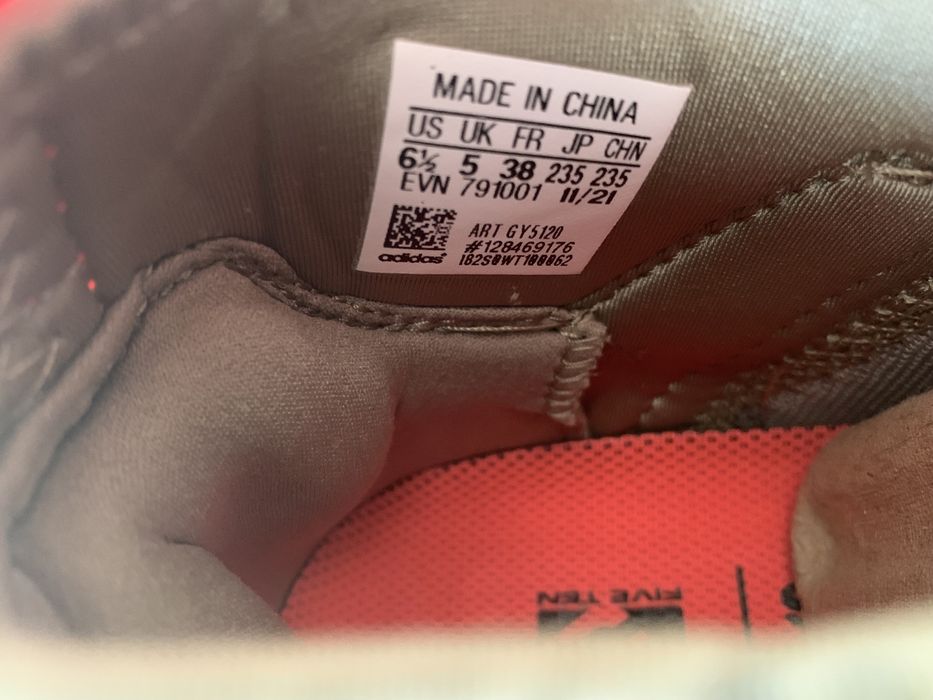 MADE IN CHINA
US UK FR JP CHN
6½ 5 38 235 235
EVN 791001 11/21
ART GY5120
#128469176
adidas
FIVE TEN